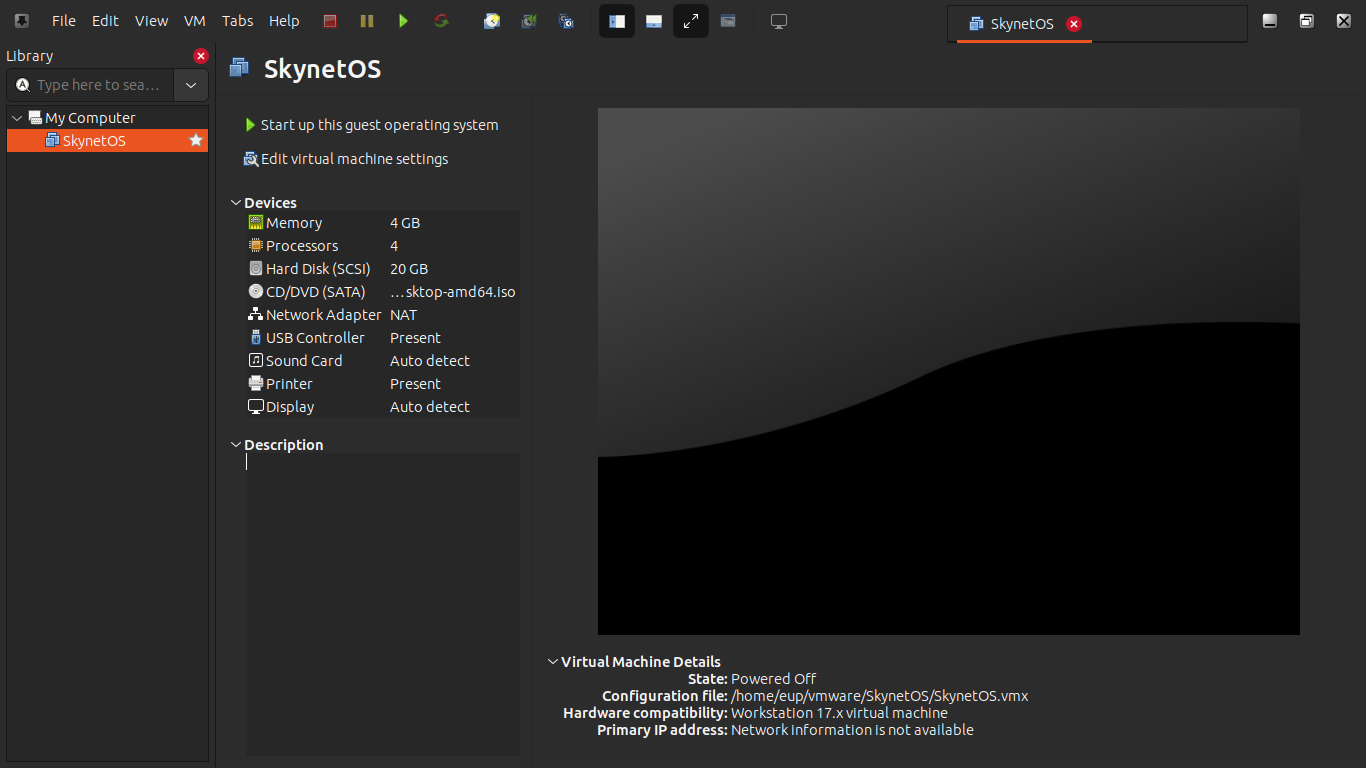 File Edit View VM Tabs Help
SkynetOS
Library
Type here to sea…
My Computer
SkynetOS
SkynetOS
Start up this guest operating system
Edit virtual machine settings
Devices
Memory 4 GB
Processors 4
Hard Disk (SCSI) 20 GB
CD/DVD (SATA) …sktop-amd64.iso
Network Adapter NAT
USB Controller Present
Sound Card Auto detect
Printer Present
Display Auto detect
Description
Virtual Machine Details
State: Powered Off
Configuration file: /home/eup/vmware/SkynetOS/SkynetOS.vmx
Hardware compatibility: Workstation 17.x virtual machine
Primary IP address: Network information is not available